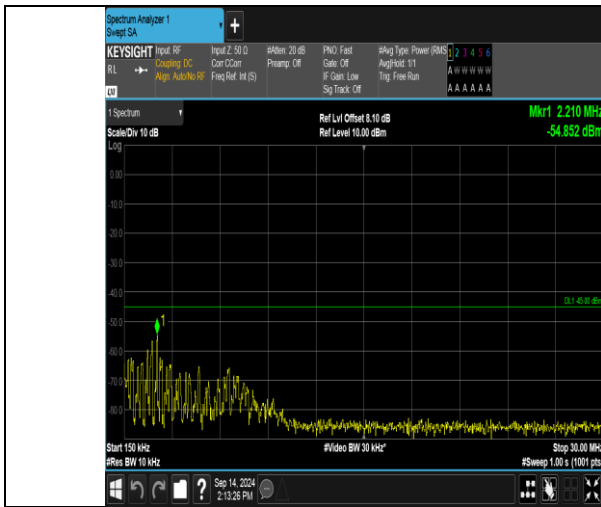 Spectrum Analyzer 1
Swept SA
KEYSIGHT
RL
Input: RF
Coupling: DC
Align: Auto/No RF
Input Z: 50 Ω
Corr CCorr
Freq Ref: Int (S)
#Atten: 20 dB
Preamp: Off
PNO: Fast
Gate: Off
IF Gain: Low
Sig Track: Off
#Avg Type: Power (RMS
Avg|Hold: 1/1
Trig: Free Run
1 2 3 4 5 6
A W W W W W
A A A A A A
1 Spectrum
Scale/Div 10 dB
Ref Lvl Offset 8.10 dB
Ref Level 10.00 dBm
Mkr1 2.210 MHz
-54.852 dBm
Log
0.00
-10.0
-20.0
-30.0
-40.0
-50.0
-60.0
-70.0
-80.0
DL1 -45.00 dBm
1
Start 150 kHz
#Res BW 10 kHz
#Video BW 30 kHz*
Stop 30.00 MHz
#Sweep 1.00 s (1001 pts
?
Sep 14, 2024
2:13:26 PM